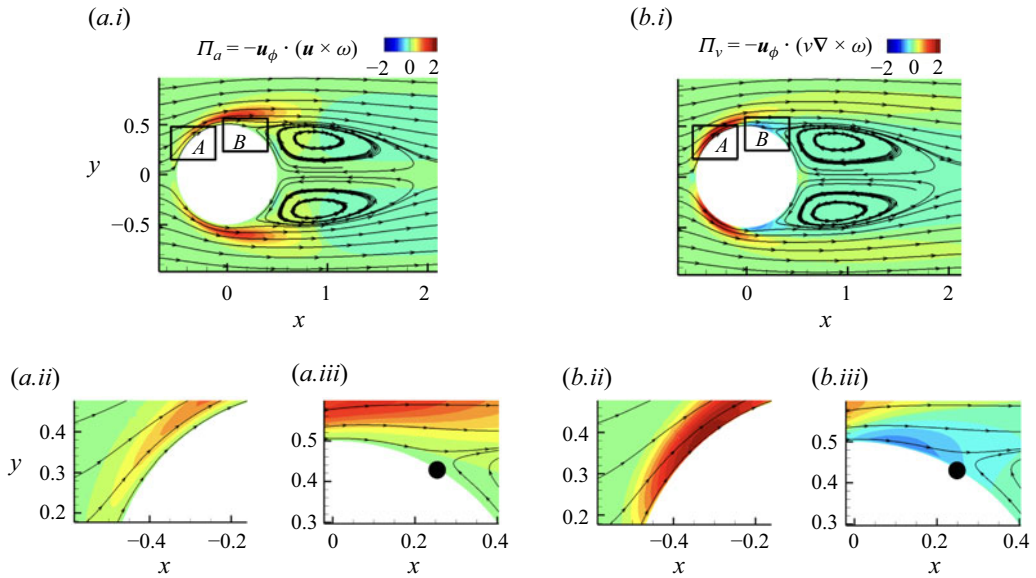 (a.i) (b.i)
Πₐ = −u_ϕ · (u × ω) Πᵥ = −u_ϕ · (ν∇ × ω)
−2 0 2 −2 0 2
0.5 0.5
A B A B
y 0 0
−0.5 −0.5
0 1 2 0 1 2
x x
(a.ii) (a.iii) (b.ii) (b.iii)
0.4 0.5 0.4 0.5
y 0.3 0.4 0.3 0.4
0.2 0.3 0.2 0.3
−0.4 −0.2 0 0.2 0.4 −0.4 −0.2 0 0.2 0.4
x x x x